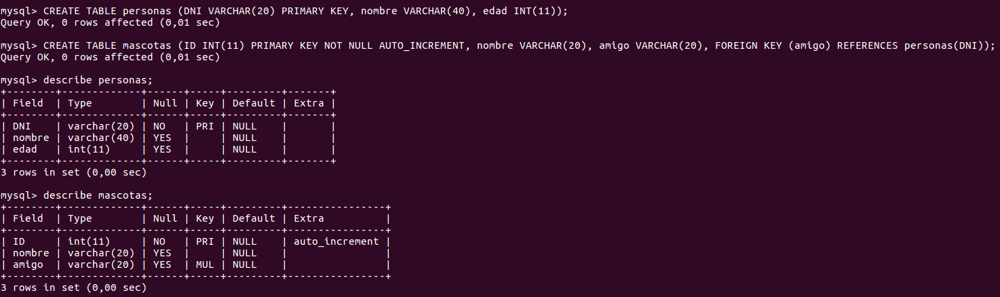 mysql> CREATE TABLE personas (DNI VARCHAR(20) PRIMARY KEY, nombre VARCHAR(40), edad INT(11));
Query OK, 0 rows affected (0,01 sec)
mysql> CREATE TABLE mascotas (ID INT(11) PRIMARY KEY NOT NULL AUTO_INCREMENT, nombre VARCHAR(20), amigo VARCHAR(20), FOREIGN KEY (amigo) REFERENCES personas(DNI));
Query OK, 0 rows affected (0,01 sec)
mysql> describe personas;
+--------+-------------+------+-----+---------+-------+
| Field  | Type        | Null | Key | Default | Extra |
+--------+-------------+------+-----+---------+-------+
| DNI    | varchar(20) | NO   | PRI | NULL    |       |
| nombre | varchar(40) | YES  |     | NULL    |       |
| edad   | int(11)     | YES  |     | NULL    |       |
+--------+-------------+------+-----+---------+-------+
3 rows in set (0,00 sec)
mysql> describe mascotas;
+--------+-------------+------+-----+---------+----------------+
| Field  | Type        | Null | Key | Default | Extra          |
+--------+-------------+------+-----+---------+----------------+
| ID     | int(11)     | NO   | PRI | NULL    | auto_increment |
| nombre | varchar(20) | YES  |     | NULL    |                |
| amigo  | varchar(20) | YES  | MUL | NULL    |                |
+--------+-------------+------+-----+---------+----------------+
3 rows in set (0,00 sec)